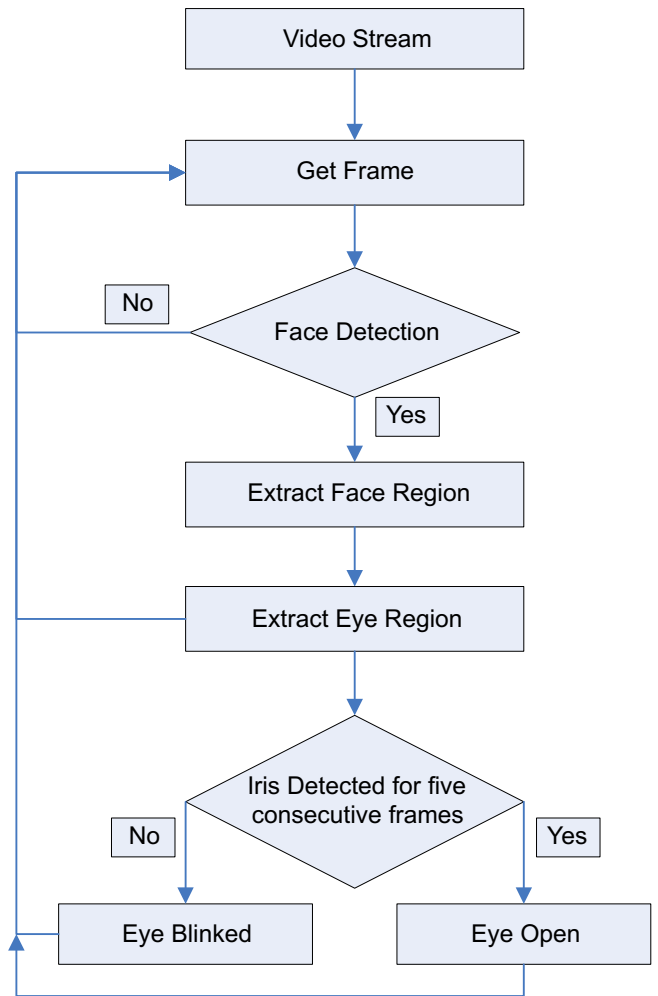 Video Stream
Get Frame
No
Face Detection
Yes
Extract Face Region
Extract Eye Region
Iris Detected for five
consecutive frames
No
Yes
Eye Blinked
Eye Open